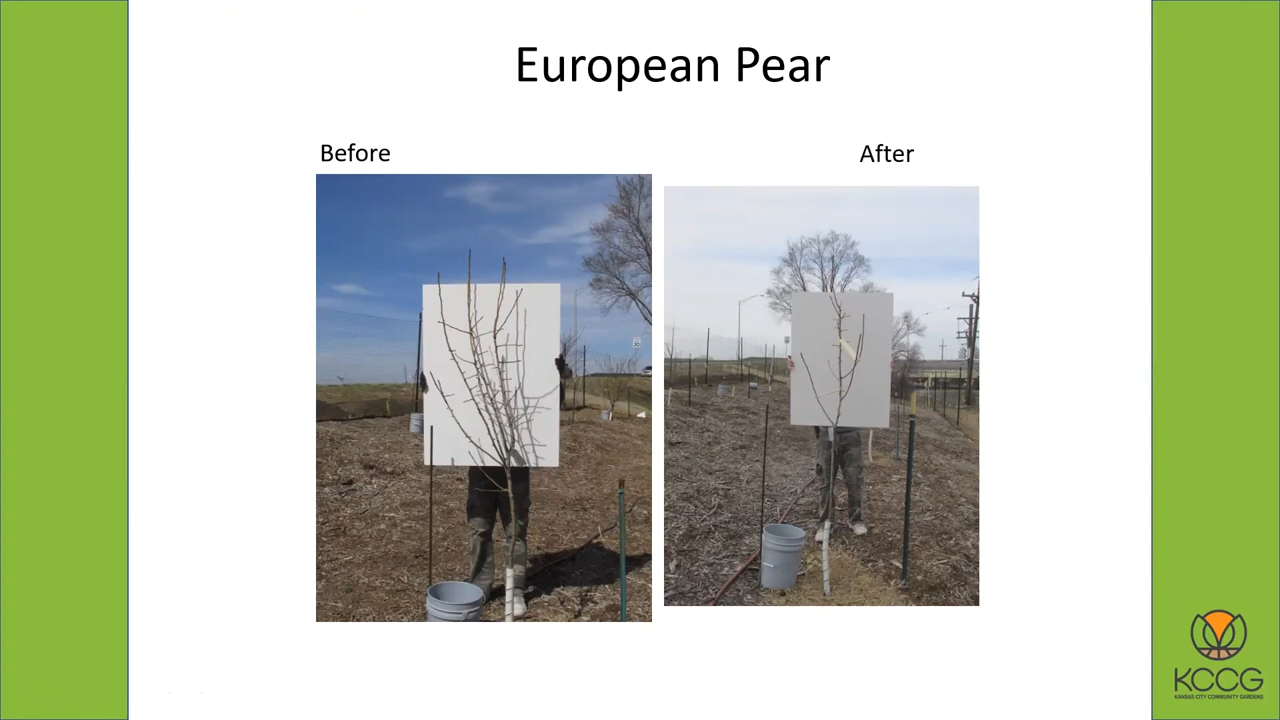 European Pear
Before
After
KCCG
KANSAS CITY COMMUNITY GARDENS